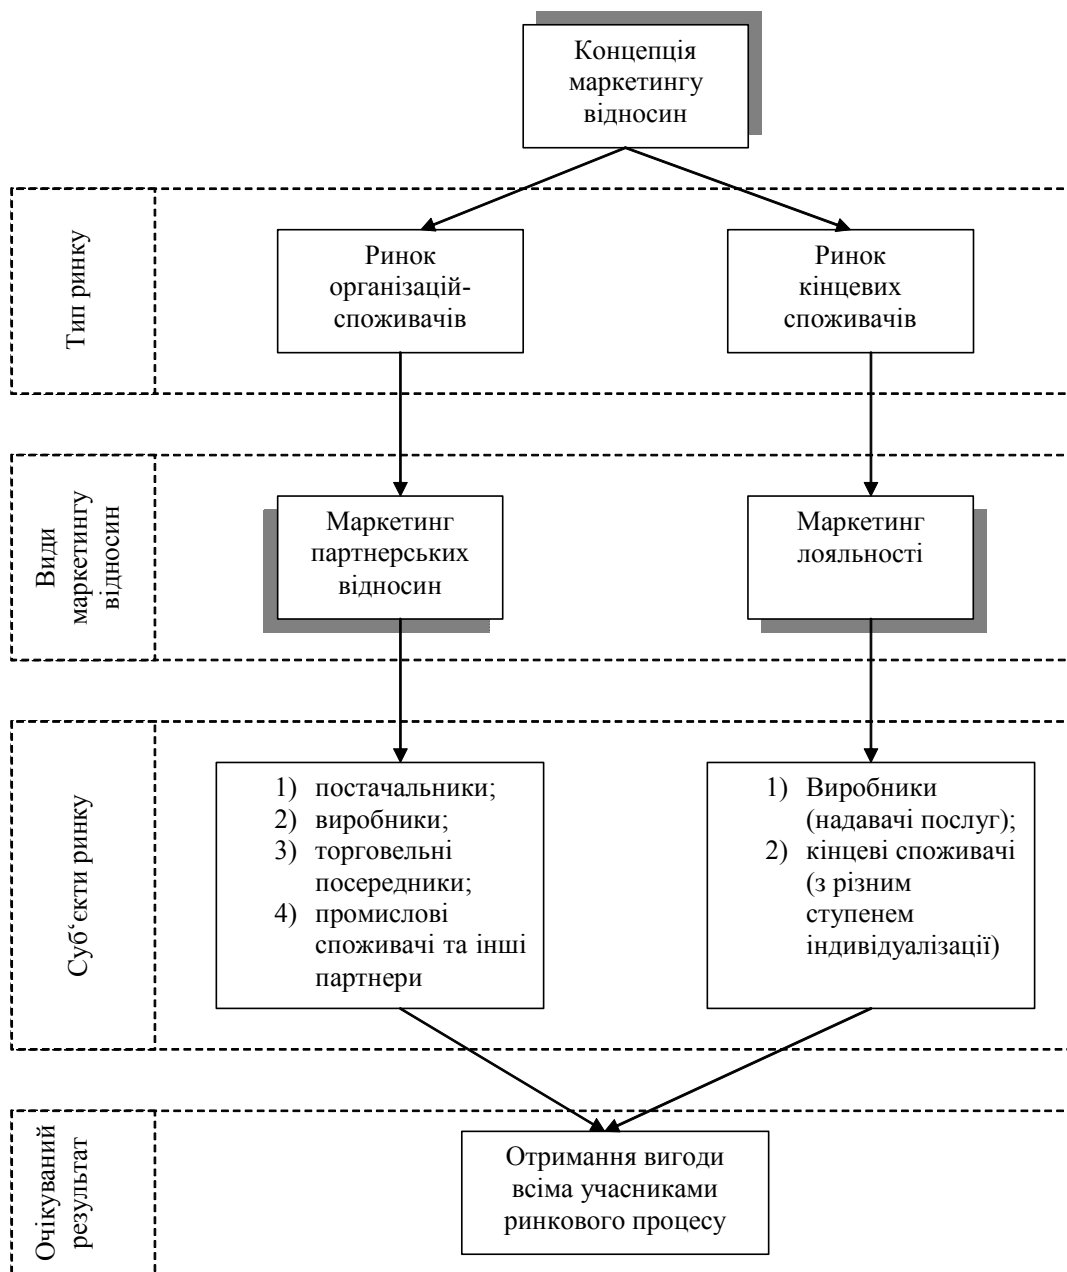 Концепція
маркетингу
відносин
Тип ринку
Ринок
організацій-
споживачів
Ринок
кінцевих
споживачів
Види
маркетингу
відносин
Маркетинг
партнерських
відносин
Маркетинг
лояльності
Суб‘єкти ринку
1) постачальники;
2) виробники;
3) торговельні
посередники;
4) промислові
споживачі та інші
партнери
1) Виробники
(надавачі послуг);
2) кінцеві споживачі
(з різним
ступенем
індивідуалізації)
Очікуваний
результат
Отримання вигоди
всіма учасниками
ринкового процесу